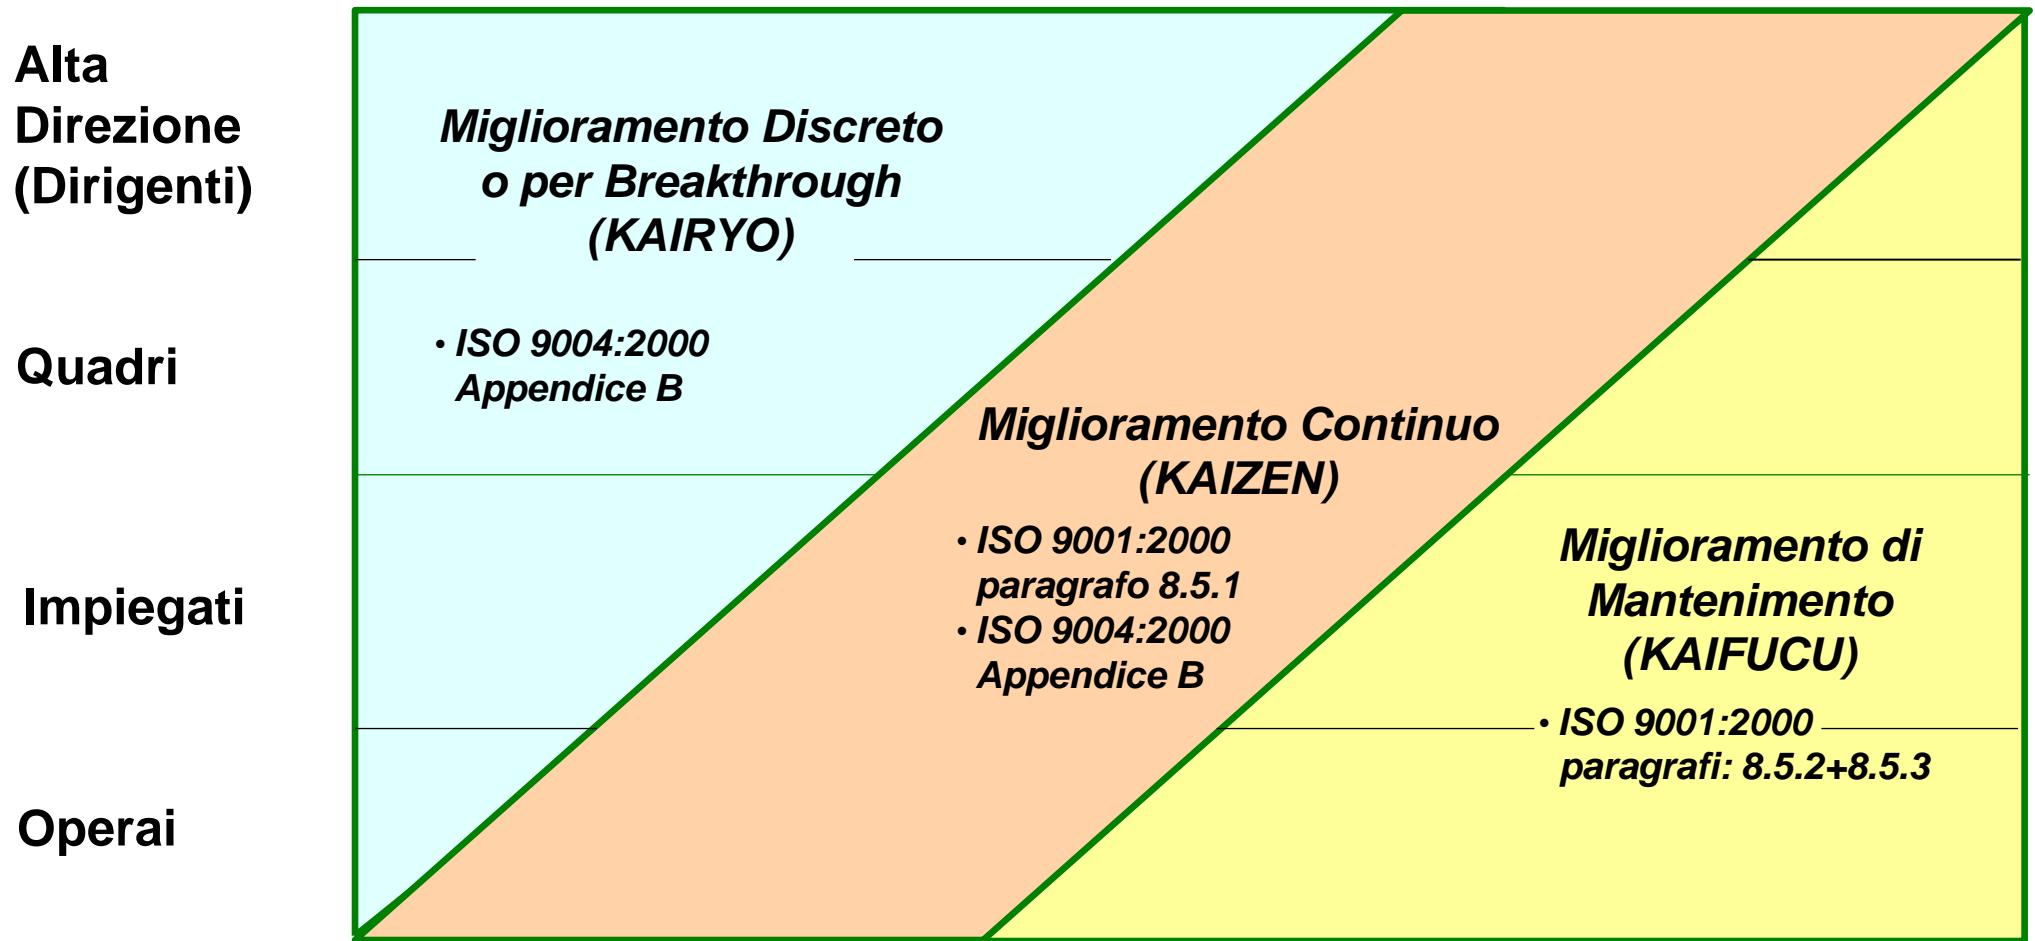 Alta
Direzione
(Dirigenti)
Miglioramento Discreto
o per Breakthrough
(KAIRYO)
Quadri
• ISO 9004:2000
Appendice B
Miglioramento Continuo
(KAIZEN)
• ISO 9001:2000
paragrafo 8.5.1
• ISO 9004:2000
Appendice B
Impiegati
Miglioramento di
Mantenimento
(KAIFUCU)
• ISO 9001:2000
paragrafi: 8.5.2+8.5.3
Operai